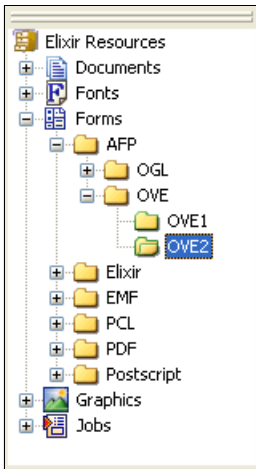 Elixir Resources
Documents
Fonts
Forms
AFP
OGL
OVE
OVE1
OVE2
Elixir
EMF
PCL
PDF
Postscript
Graphics
Jobs